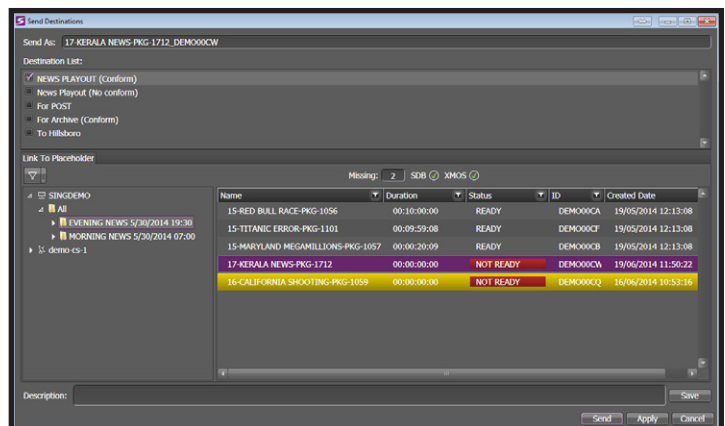 Send Destinations
Send As: 17-KERALA NEWS-PKG-1712_DEMO00CW
Destination List:
NEWS PLAYOUT (Conform)
News Playout (No conform)
For POST
For Archive (Conform)
To Hillsboro
Link To Placeholder
Missing: 2 SDB XMOS
SINGDEMO
All
EVENING NEWS 5/30/2014 19:30
MORNING NEWS 5/30/2014 07:00
demo-cs-1
Name Duration Status ID Created Date
15-RED BULL RACE-PKG-1056 00:10:00:00 READY DEMO00CA 19/05/2014 12:13:08
15-TITANIC ERROR-PKG-1101 00:09:59:08 READY DEMO00CF 19/05/2014 12:13:08
15-MARYLAND MEGAMILLIONS-PKG-1057 00:00:20:09 READY DEMO00CB 19/05/2014 12:13:08
17-KERALA NEWS-PKG-1712 00:00:00:00 NOT READY DEMO00CW 19/06/2014 11:50:22
16-CALIFORNIA SHOOTING-PKG-1059 00:00:00:00 NOT READY DEMO00CQ 16/06/2014 10:53:16
Description:
Save
Send Apply Cancel